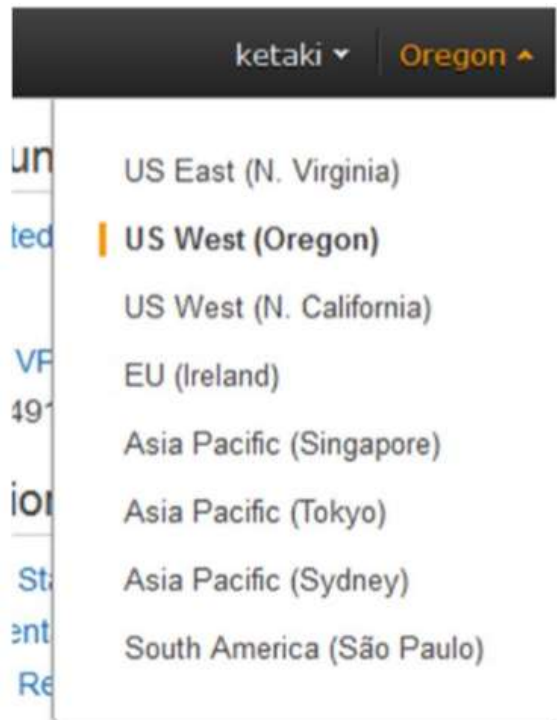 ketaki Oregon
US East (N. Virginia)
US West (Oregon)
US West (N. California)
EU (Ireland)
Asia Pacific (Singapore)
Asia Pacific (Tokyo)
Asia Pacific (Sydney)
South America (São Paulo)